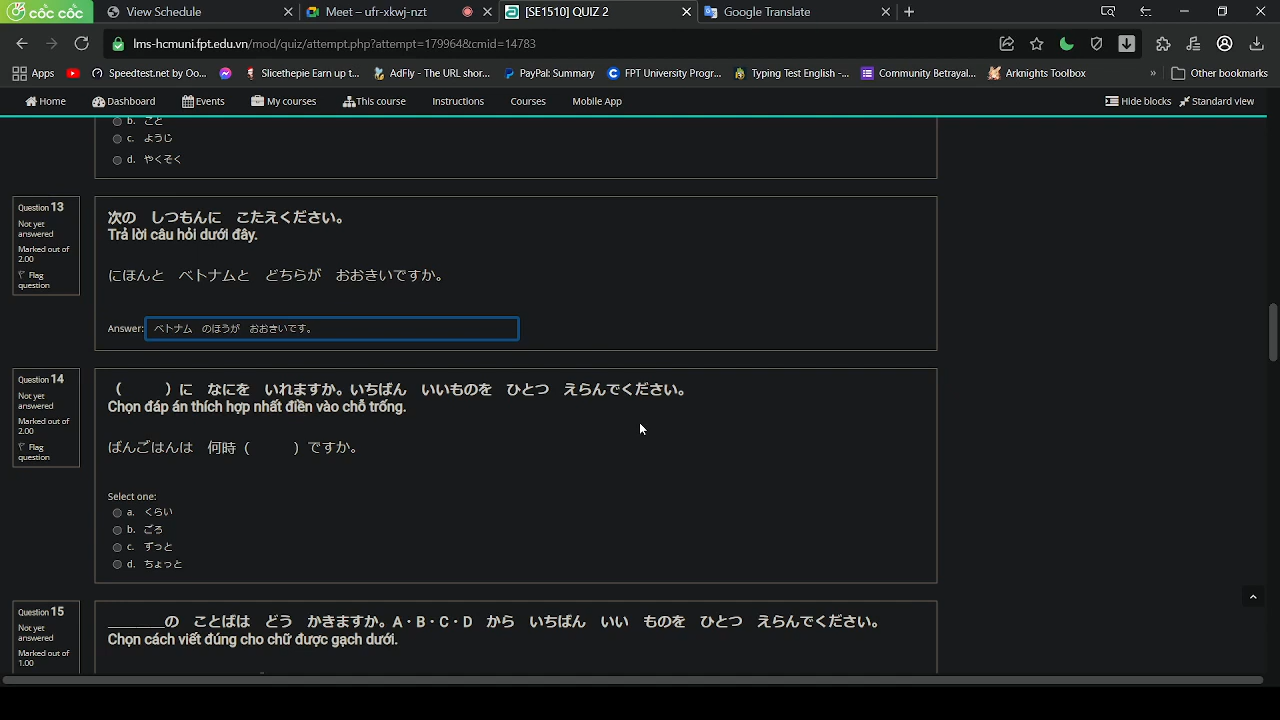 cốc cốc
View Schedule
Meet – ufr-xkwj-nzt
[SE1510] QUIZ 2
Google Translate
lms-hcmuni.fpt.edu.vn/mod/quiz/attempt.php?attempt=179964&cmid=14783
Apps
Speedtest.net by Oo...
Slicethepie Earn up t...
AdFly - The URL shor...
PayPal: Summary
FPT University Progr...
Typing Test English -...
Community Betrayal...
Arknights Toolbox
»
Other bookmarks
Home
Dashboard
Events
My courses
This course
Instructions
Courses
Mobile App
Hide blocks
Standard view
b. ごと
c. ようじ
d. やくそく
Question 13
Not yet
answered
Marked out of
2.00
Flag
question
次の しつもんに こたえください。
Trả lời câu hỏi dưới đây.
にほんと ベトナムと どちらが おおきいですか。
Answer: ベトナム のほうが おおきいです。
Question 14
Not yet
answered
Marked out of
2.00
Flag
question
( )に なにを いれますか。いちばん いいものを ひとつ えらんでください。
Chọn đáp án thích hợp nhất điền vào chỗ trống.
ばんごはんは 何時 ( ) ですか。
Select one:
a. くらい
b. ごろ
c. ずっと
d. ちょっと
Question 15
Not yet
answered
Marked out of
1.00
________の ことばは どう かきますか。A・B・C・D から いちばん いい ものを ひとつ えらんでください。
Chọn cách viết đúng cho chữ được gạch dưới.